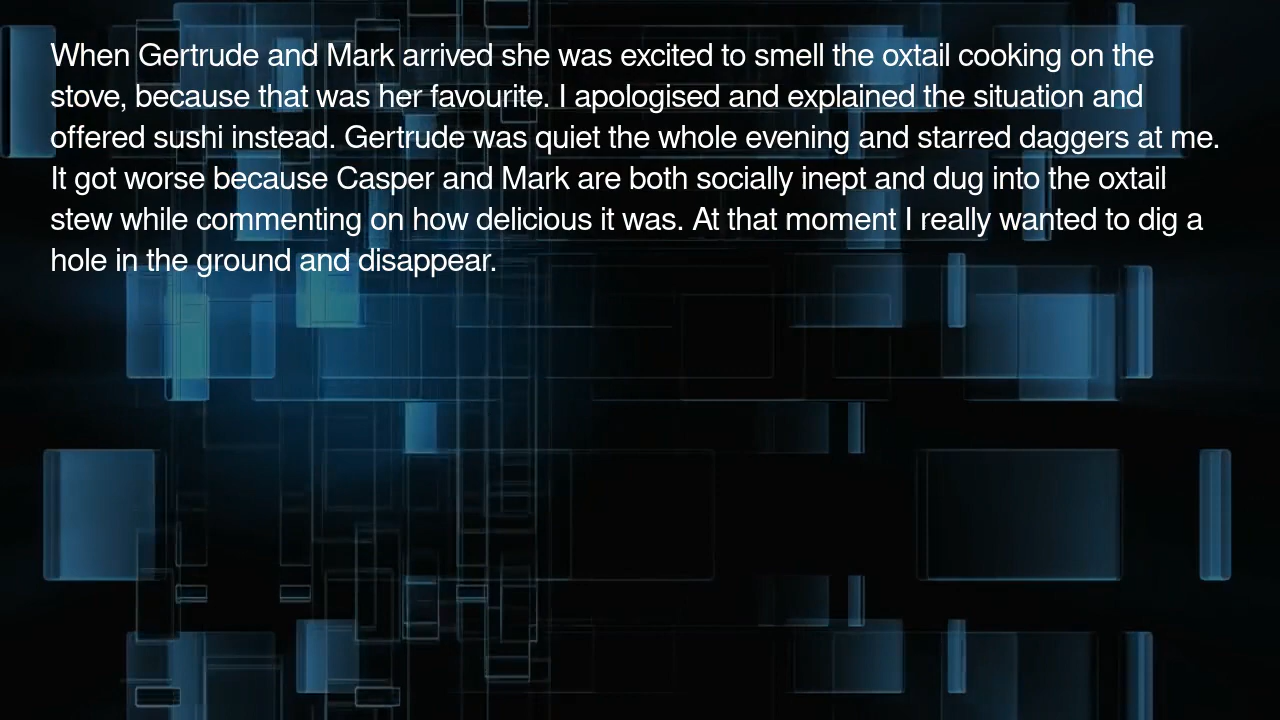 When Gertrude and Mark arrived she was excited to smell the oxtail cooking on the
stove, because that was her favourite. I apologised and explained the situation and
offered sushi instead. Gertrude was quiet the whole evening and starred daggers at me.
It got worse because Casper and Mark are both socially inept and dug into the oxtail
stew while commenting on how delicious it was. At that moment I really wanted to dig a
hole in the ground and disappear.